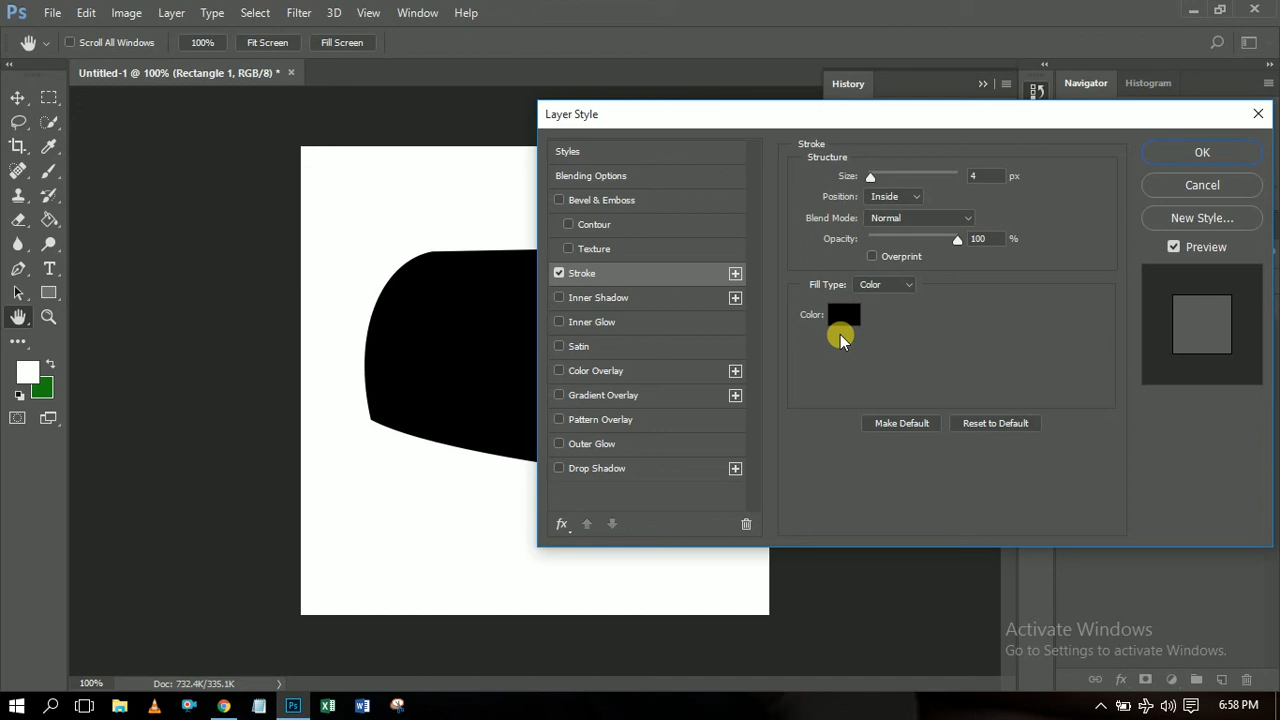 Ps File Edit Image Layer Type Select Filter 3D View Window Help
Scroll All Windows 100% Fit Screen Fill Screen
Untitled-1 @ 100% (Rectangle 1, RGB/8) *
History
Navigator Histogram
Layer Style
Styles
Blending Options
Bevel & Emboss
Contour
Texture
Stroke
Inner Shadow
Inner Glow
Satin
Color Overlay
Gradient Overlay
Pattern Overlay
Outer Glow
Drop Shadow
fx
Stroke
Structure
Size: 4 px
Position: Inside
Blend Mode: Normal
Opacity: 100 %
Overprint
Fill Type: Color
Color:
Make Default Reset to Default
OK
Cancel
New Style...
Preview
Activate Windows
Go to Settings to activate Windows.
fx
100% Doc: 732.4K/335.1K
Ps
6:58 PM